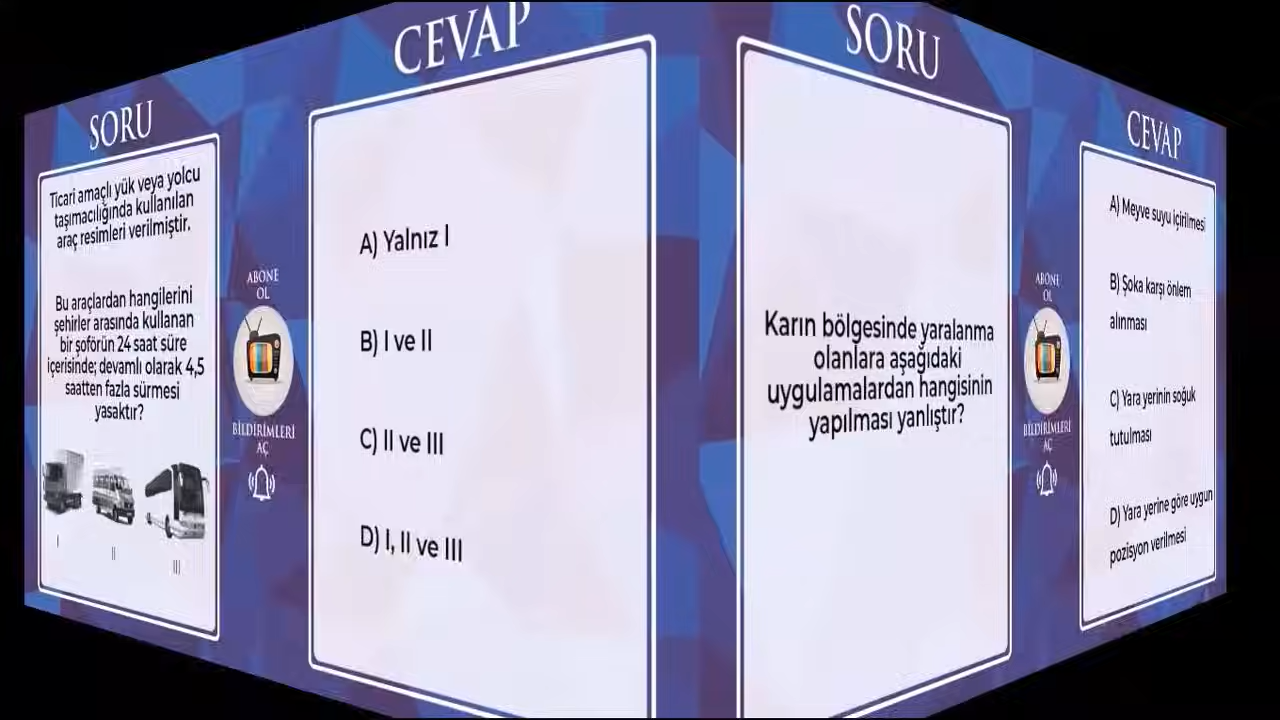 SORU
Ticari amaçlı yük veya yolcu
taşımacılığında kullanılan
araç resimleri verilmiştir.
Bu araçlardan hangilerini
şehirler arasında kullanan
bir şoförün 24 saat süre
içerisinde; devamlı olarak 4,5
saatten fazla sürmesi
yasaktır?
I
II
III
ABONE
OL
BİLDİRİMLERİ
AÇ
CEVAP
A) Yalnız I
B) I ve II
C) II ve III
D) I, II ve III
SORU
Karın bölgesinde yaralanma
olanlara aşağıdaki
uygulamalardan hangisinin
yapılması yanlıştır?
ABONE
OL
BİLDİRİMLERİ
AÇ
CEVAP
A) Meyve suyu içirilmesi
B) Şoka karşı önlem
alınması
C) Yara yerinin soğuk
tutulması
D) Yara yerine göre uygun
pozisyon verilmesi